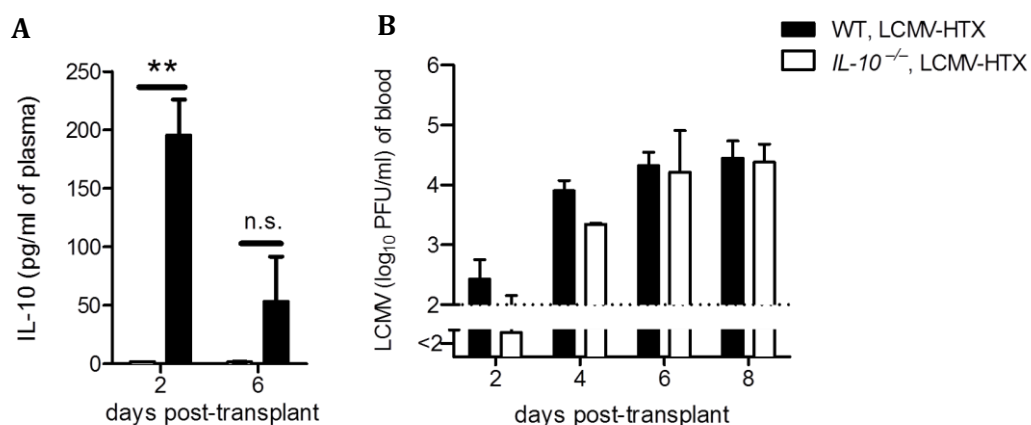 A
IL-10 (pg/ml of plasma)
250
200
150
100
50
0
**
n.s.
2 6
days post-transplant
B
WT, LCMV-HTX
IL-10 –/–, LCMV-HTX
LCMV (log10 PFU/ml) of blood
6
5
4
3
2
<2
2 4 6 8
days post-transplant